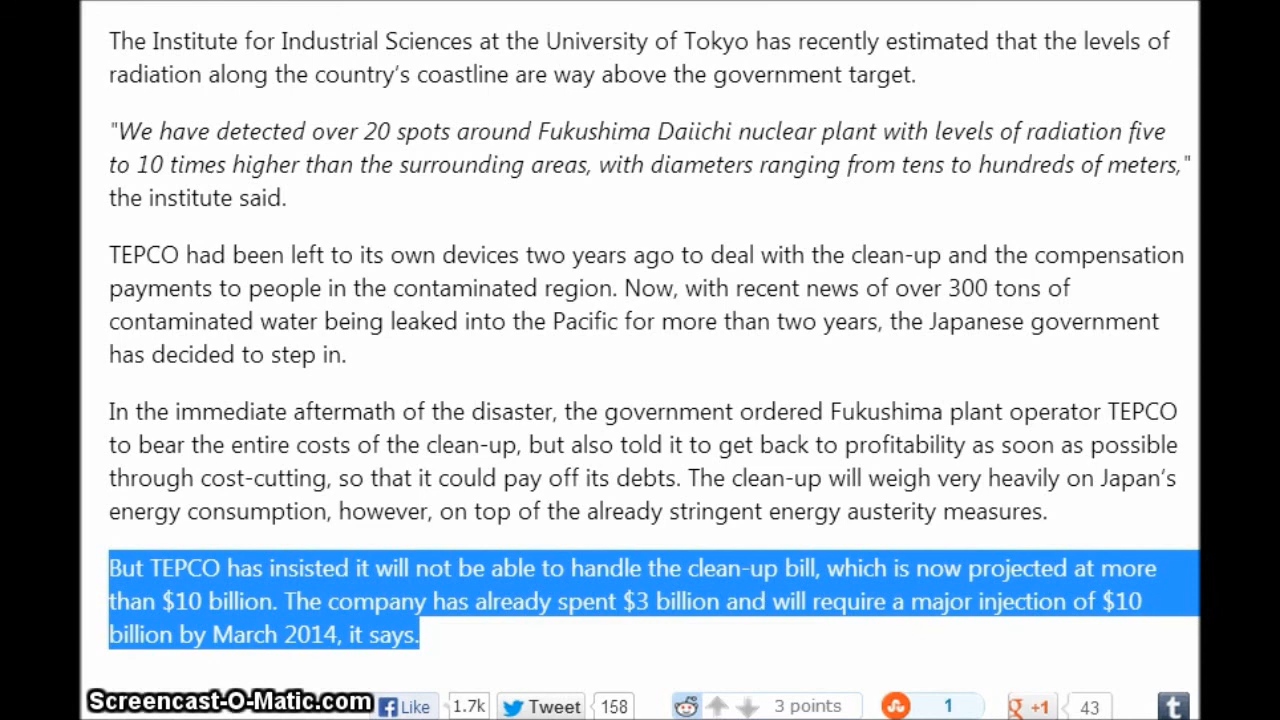 The Institute for Industrial Sciences at the University of Tokyo has recently estimated that the levels of
radiation along the country's coastline are way above the government target.
"We have detected over 20 spots around Fukushima Daiichi nuclear plant with levels of radiation five
to 10 times higher than the surrounding areas, with diameters ranging from tens to hundreds of meters,"
the institute said.
TEPCO had been left to its own devices two years ago to deal with the clean-up and the compensation
payments to people in the contaminated region. Now, with recent news of over 300 tons of
contaminated water being leaked into the Pacific for more than two years, the Japanese government
has decided to step in.
In the immediate aftermath of the disaster, the government ordered Fukushima plant operator TEPCO
to bear the entire costs of the clean-up, but also told it to get back to profitability as soon as possible
through cost-cutting, so that it could pay off its debts. The clean-up will weigh very heavily on Japan's
energy consumption, however, on top of the already stringent energy austerity measures.
But TEPCO has insisted it will not be able to handle the clean-up bill, which is now projected at more
than $10 billion. The company has already spent $3 billion and will require a major injection of $10
billion by March 2014, it says.
Screencast-O-Matic.com Like 1.7k Tweet 158 3 points 1 +1 43